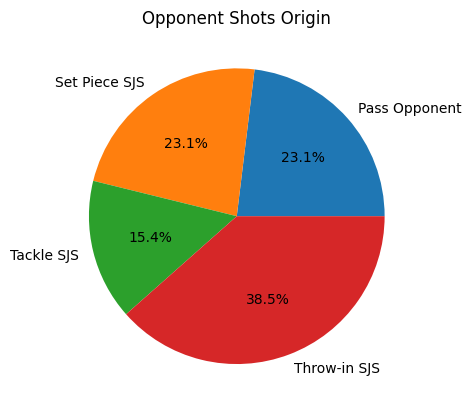 Opponent Shots Origin
Set Piece SJS
Pass Opponent
23.1%
23.1%
15.4%
Tackle SJS
38.5%
Throw-in SJS